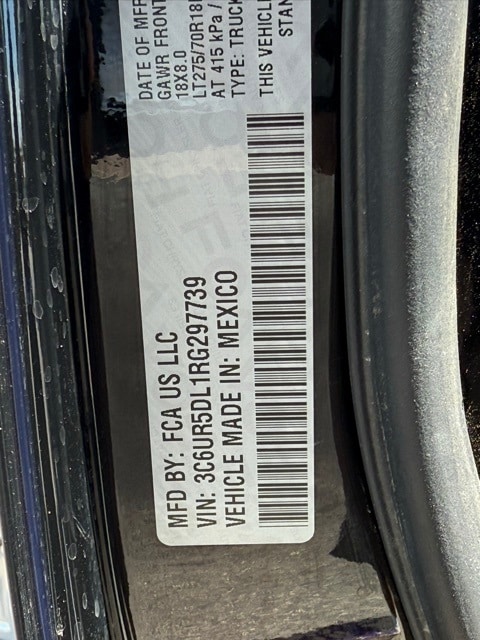 MFD BY: FCA US LLC
DATE OF MFR
VIN: 3C6UR5DL1RG297739
GAWR FRONT
VEHICLE MADE IN: MEXICO
18X8.0
LT275/70R18
AT 415 kPa /
TYPE: TRUCK
THIS VEHICLE
STAN